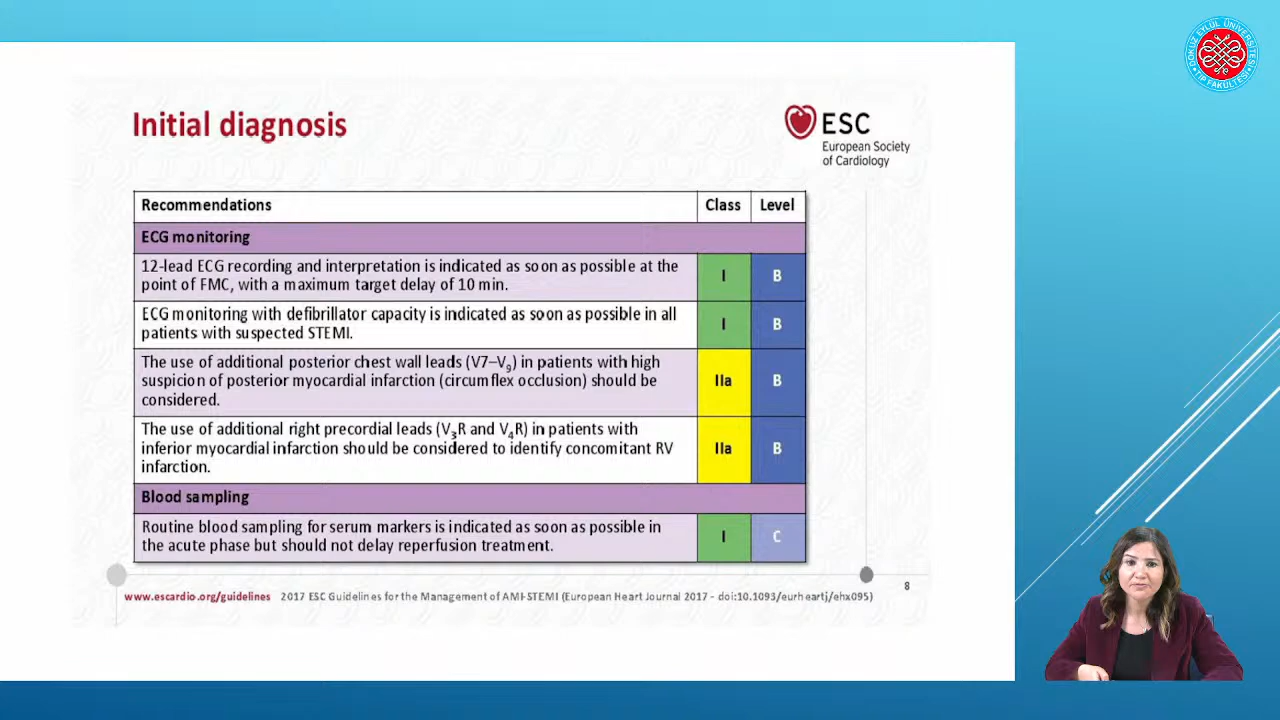 DOKUZ EYLÜL ÜNİVERSİTESİ
TIP FAKÜLTESİ
Initial diagnosis
ESC
European Society
of Cardiology
Recommendations Class Level
ECG monitoring
12-lead ECG recording and interpretation is indicated as soon as possible at the
point of FMC, with a maximum target delay of 10 min.
I B
ECG monitoring with defibrillator capacity is indicated as soon as possible in all
patients with suspected STEMI.
I B
The use of additional posterior chest wall leads (V7–V₉) in patients with high
suspicion of posterior myocardial infarction (circumflex occlusion) should be
considered.
IIa B
The use of additional right precordial leads (V₃R and V₄R) in patients with
inferior myocardial infarction should be considered to identify concomitant RV
infarction.
IIa B
Blood sampling
Routine blood sampling for serum markers is indicated as soon as possible in
the acute phase but should not delay reperfusion treatment.
I C
8
www.escardio.org/guidelines 2017 ESC Guidelines for the Management of AMI-STEMI (European Heart Journal 2017 - doi:10.1093/eurheartj/ehx095)